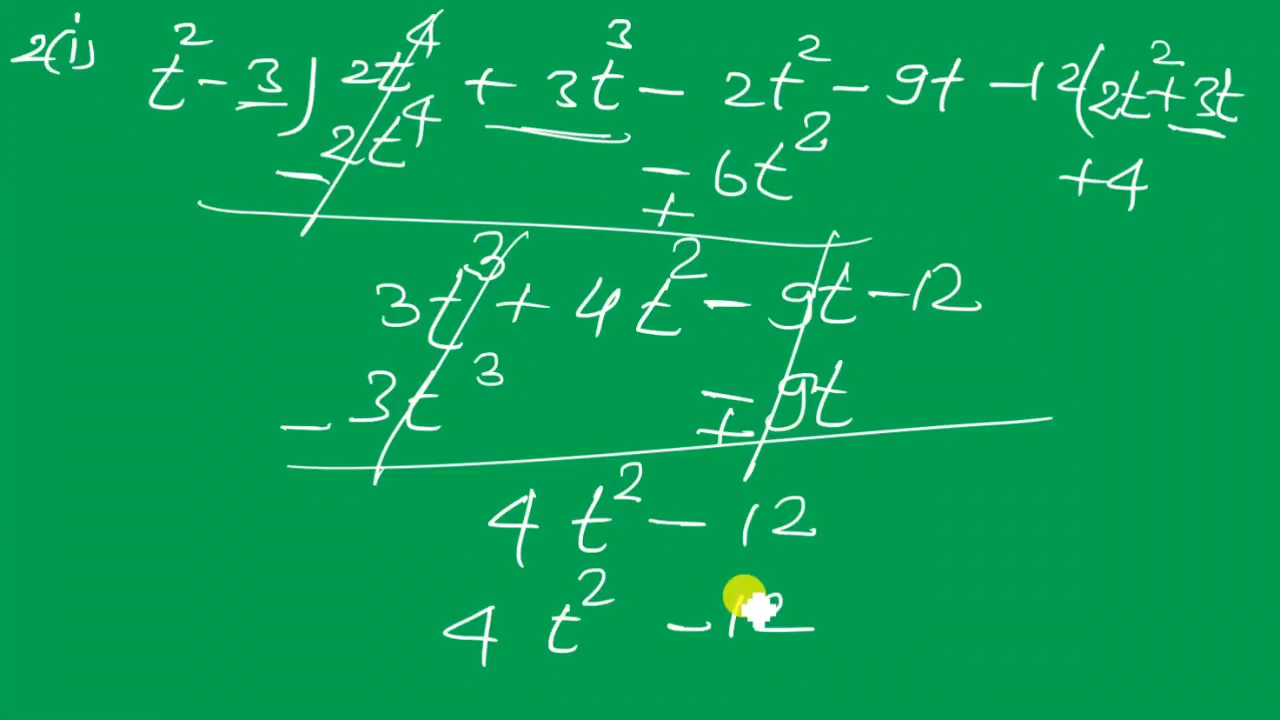 2(i) t² - 3) 2t⁴ + 3t³ - 2t² - 9t - 12(2t² + 3t
- 2t⁴ - 6t² + 4
+
3t³ + 4t² - 9t - 12
- 3t³ - 9t
+
4t² - 12
4t² - 12